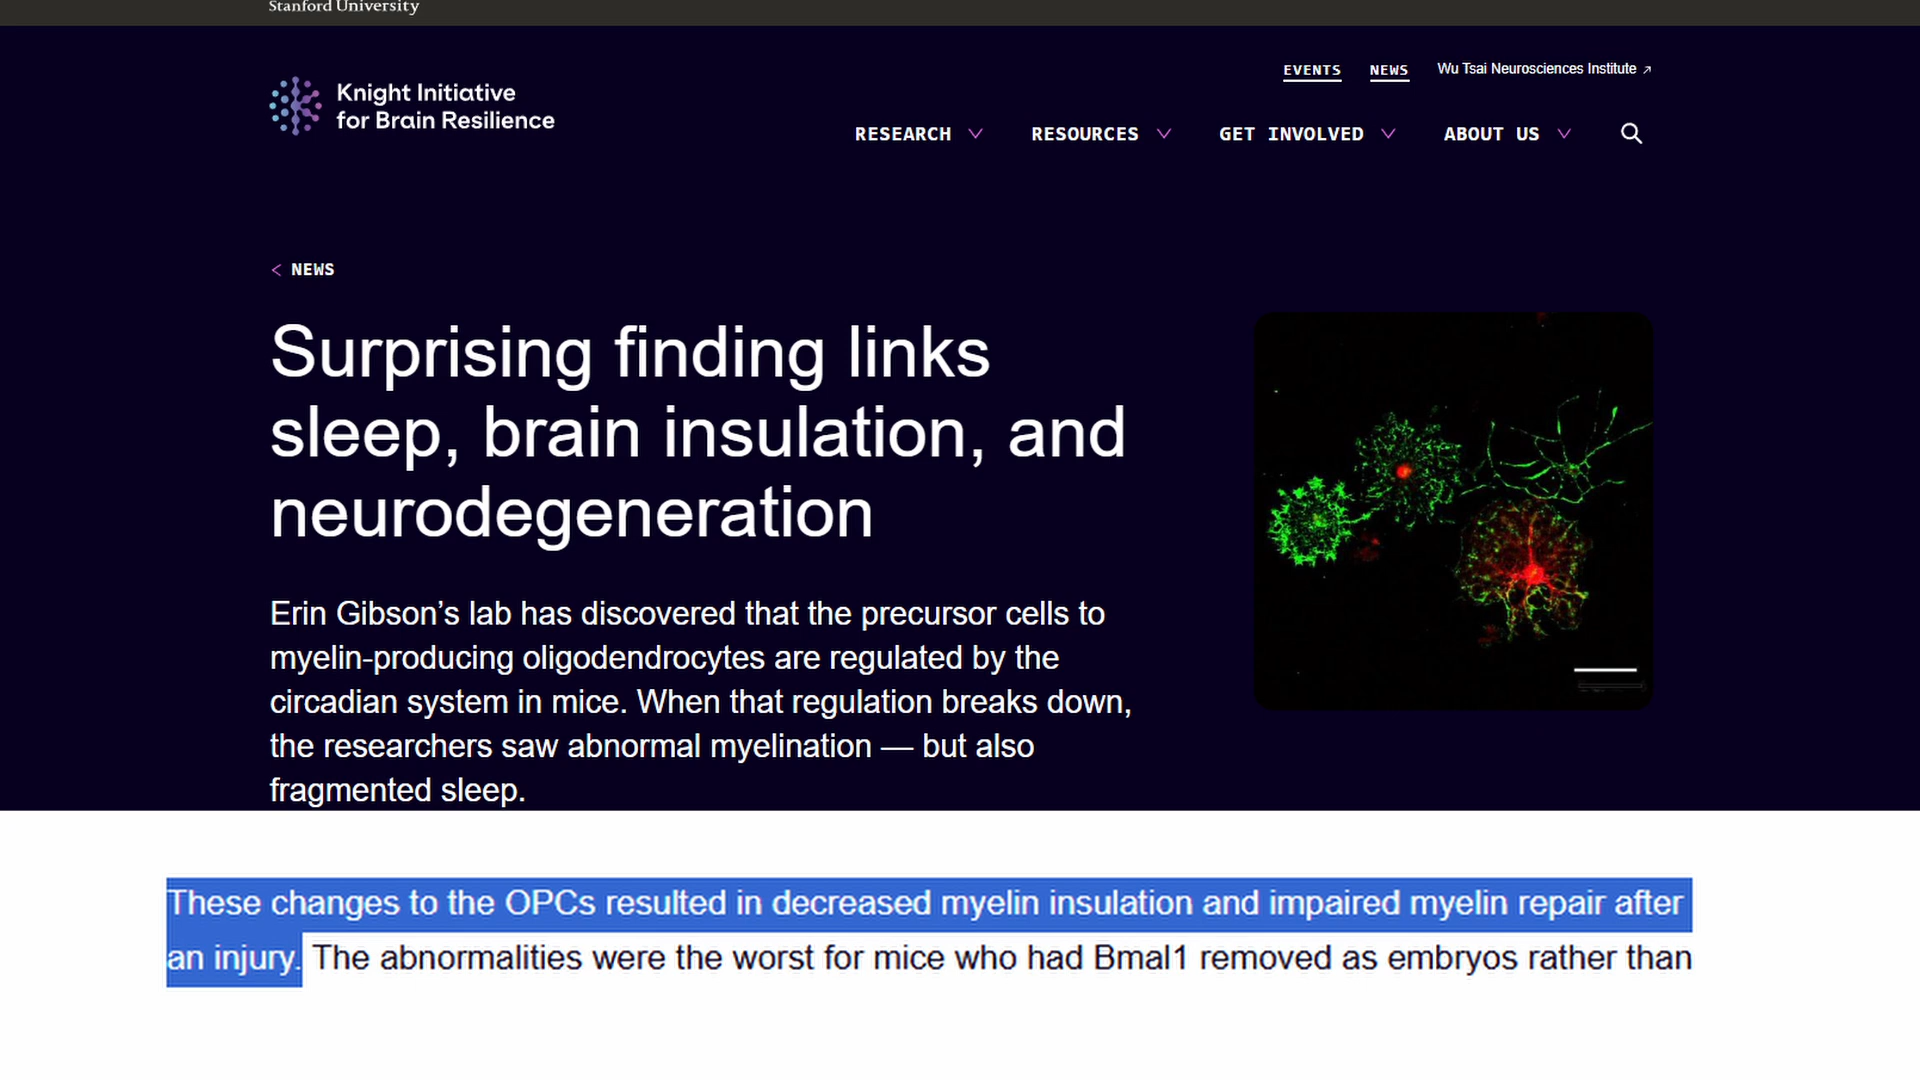 Stanford University
Knight Initiative
for Brain Resilience
EVENTS NEWS Wu Tsai Neurosciences Institute
RESEARCH RESOURCES GET INVOLVED ABOUT US
< NEWS
Surprising finding links
sleep, brain insulation, and
neurodegeneration
Erin Gibson’s lab has discovered that the precursor cells to
myelin-producing oligodendrocytes are regulated by the
circadian system in mice. When that regulation breaks down,
the researchers saw abnormal myelination — but also
fragmented sleep.
These changes to the OPCs resulted in decreased myelin insulation and impaired myelin repair after
an injury. The abnormalities were the worst for mice who had Bmal1 removed as embryos rather than